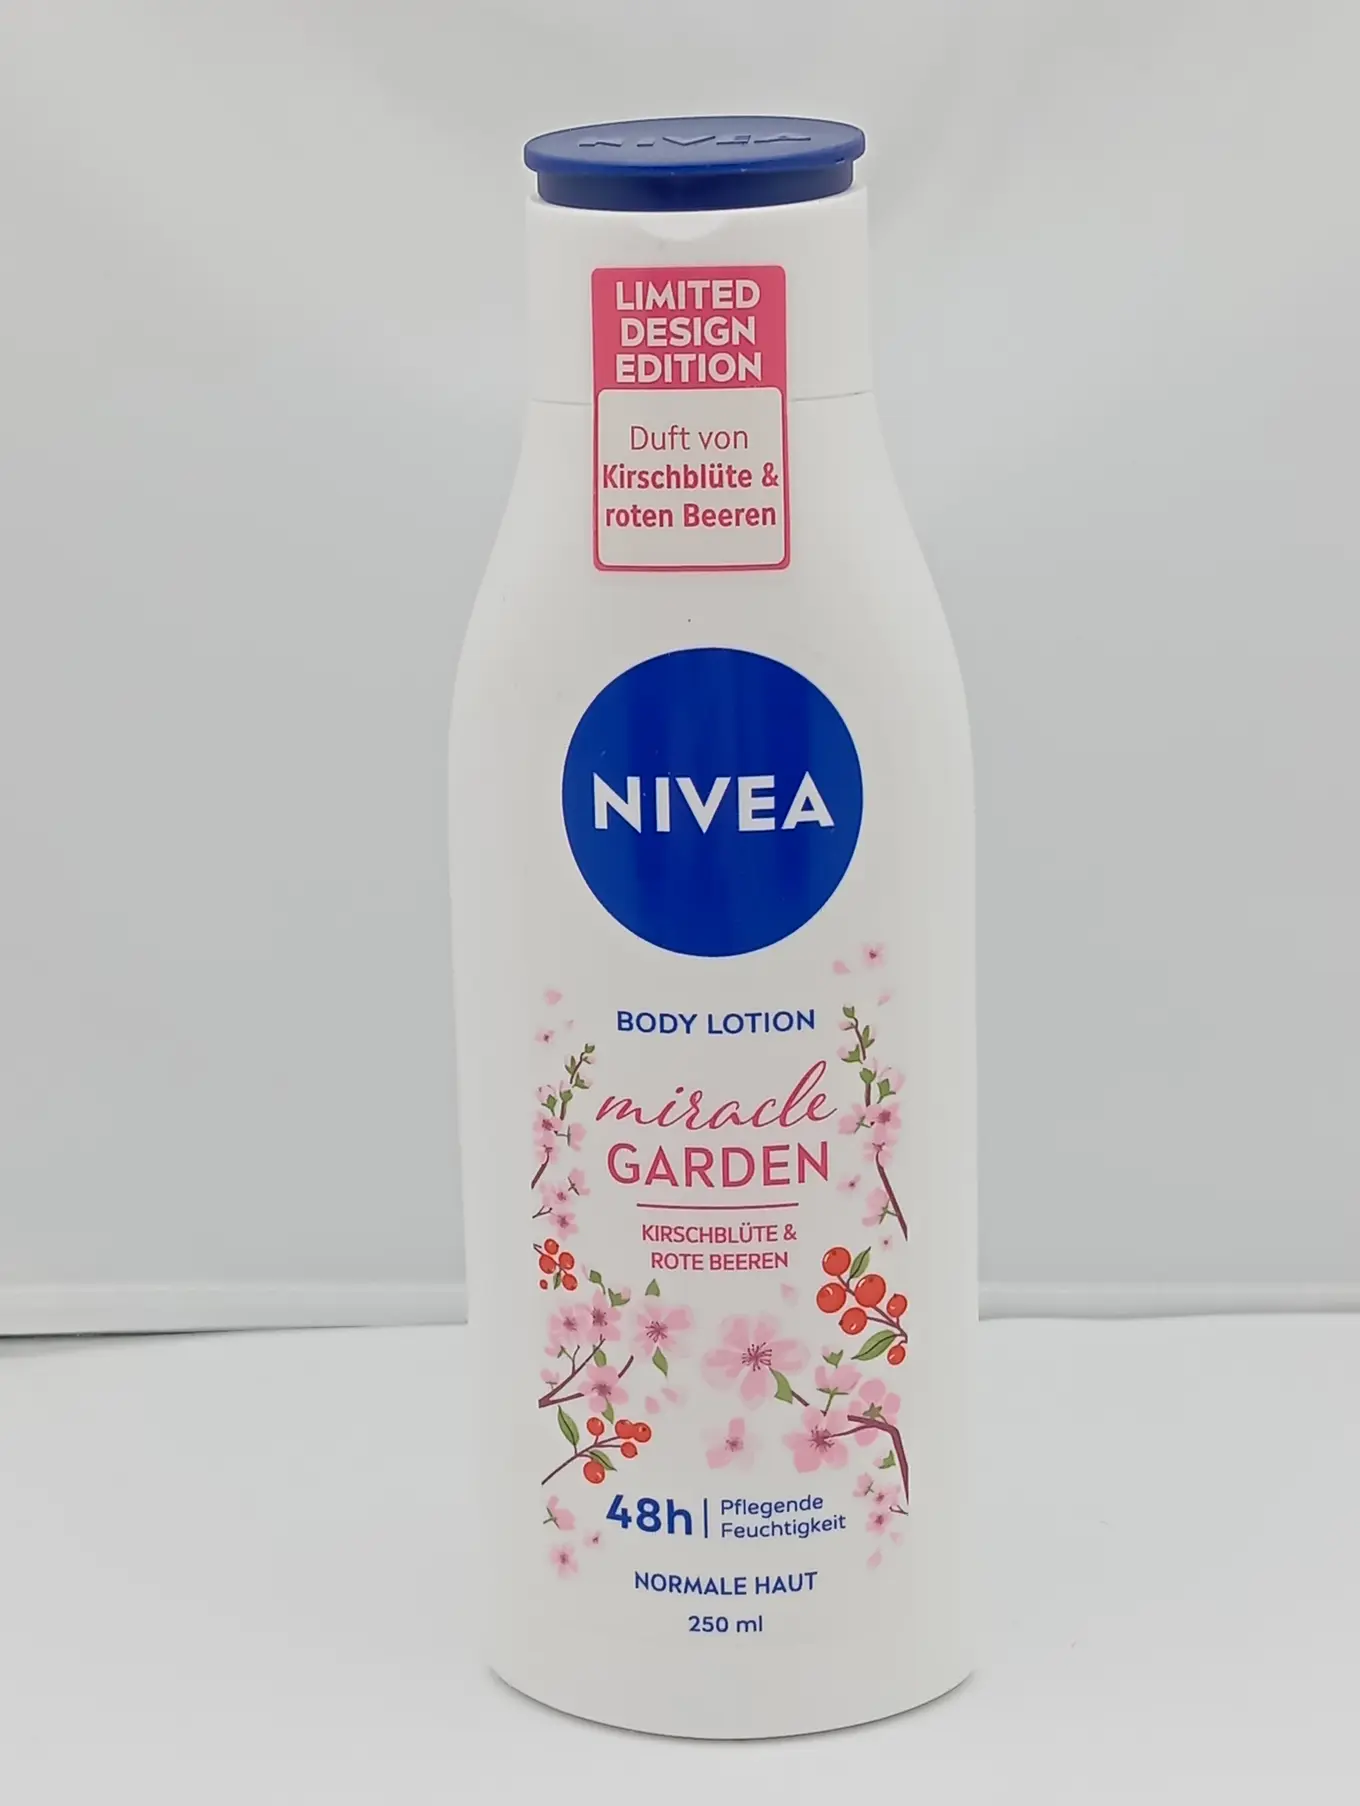 NIVEA
LIMITED
DESIGN
EDITION
Duft von
Kirschblüte &
roten Beeren
NIVEA
BODY LOTION
miracle
GARDEN
KIRSCHBLÜTE &
ROTE BEEREN
48h | Pflegende
Feuchtigkeit
NORMALE HAUT
250 ml